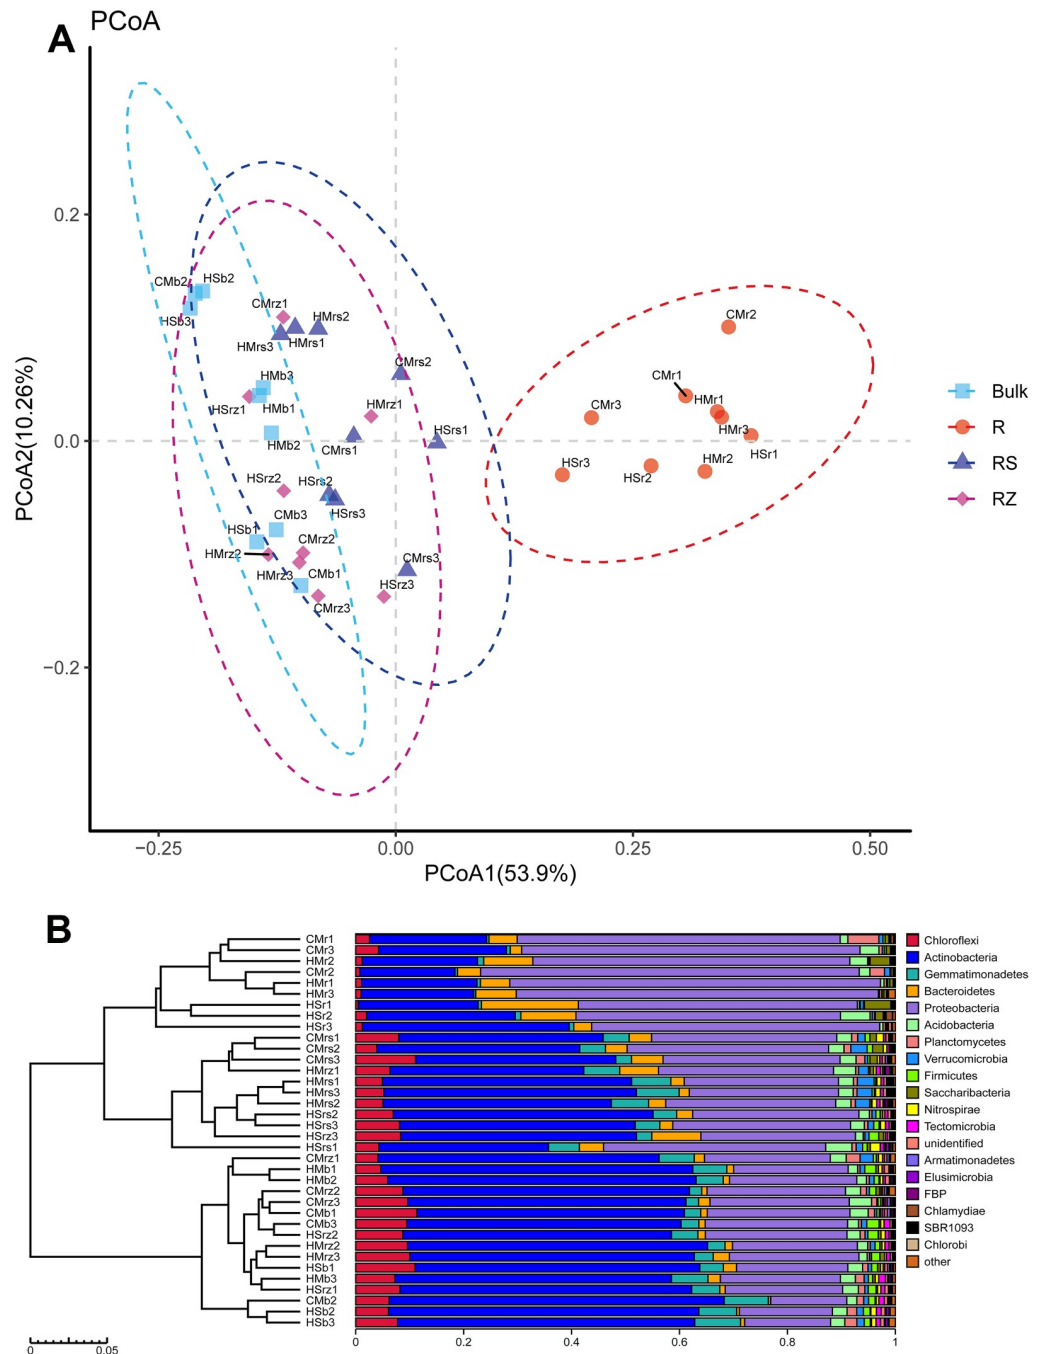 A
PCoA
PCoA2(10.26%)
0.2
0.0
−0.2
CMb2
HSb2
HSb3
CMrz1
HMrs2
HMrs3
HMrs1
CMrs2
HMb3
HSrz1
HMb1
HMrz1
HMb2
CMrs1
HSrs1
HSrz2
HSrs2
HSrs3
CMb3
HSb1
CMrz2
HMrz2
HMrz3
CMb1
CMrs3
HSrz3
CMrz3
CMr2
CMr1
CMr3
HMr1
HMr3
HSr1
HSr3
HMr2
HSr2
Bulk
R
RS
RZ
−0.25
0.00
0.25
0.50
PCoA1(53.9%)
B
CMr1
CMr3
HMr2
CMr2
HMr1
HMr3
HSr1
HSr2
HSr3
CMrs1
CMrs2
CMrs3
HMrz1
HMrs1
HMrs3
HMrs2
HSrs2
HSrs3
HSrz3
HSrs1
CMrz1
HMb1
HMb2
CMrz2
CMrz3
CMb1
CMb3
HSrz2
HMrz2
HMrz3
HSb1
HMb3
HSrz1
CMb2
HSb2
HSb3
Chloroflexi
Actinobacteria
Gemmatimonadetes
Bacteroidetes
Proteobacteria
Acidobacteria
Planctomycetes
Verrucomicrobia
Firmicutes
Saccharibacteria
Nitrospirae
Tectomicrobia
unidentified
Armatimonadetes
Elusimicrobia
FBP
Chlamydiae
SBR1093
Chlorobi
other
0 0.05
0 0.2 0.4 0.6 0.8 1